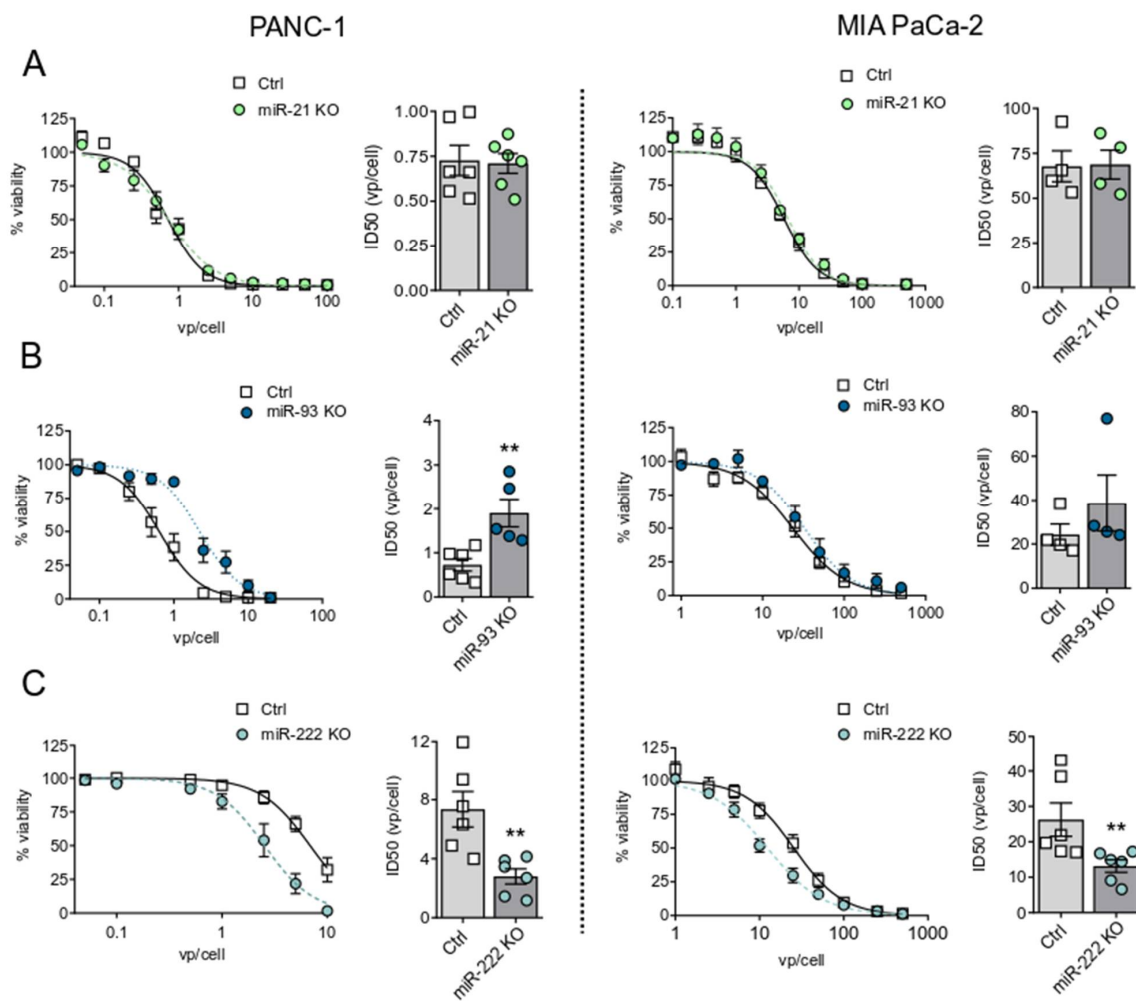 PANC-1
MIA PaCa-2
A
Ctrl
miR-21 KO
125
100
75
50
25
0
% viability
0.1
1
10
100
vp/cell
1.00
0.75
0.50
0.25
0.00
ID50 (vp/cell)
Ctrl
miR-21 KO
Ctrl
miR-21 KO
125
100
75
50
25
0
% viability
0.1
1
10
100
1000
vp/cell
100
75
50
25
0
ID50 (vp/cell)
Ctrl
miR-21 KO
B
Ctrl
miR-93 KO
125
100
75
50
25
0
% viability
0.1
1
10
100
vp/cell
4
3
2
1
0
ID50 (vp/cell)
**
Ctrl
miR-93 KO
Ctrl
miR-93 KO
125
100
75
50
25
0
% viability
1
10
100
1000
vp/cell
80
60
40
20
0
ID50 (vp/cell)
Ctrl
miR-93 KO
C
Ctrl
miR-222 KO
125
100
75
50
25
0
% viability
0.1
1
10
vp/cell
12
8
4
0
ID50 (vp/cell)
**
Ctrl
miR-222 KO
Ctrl
miR-222 KO
125
100
75
50
25
0
% viability
1
10
100
1000
vp/cell
50
40
30
20
10
0
ID50 (vp/cell)
**
Ctrl
miR-222 KO